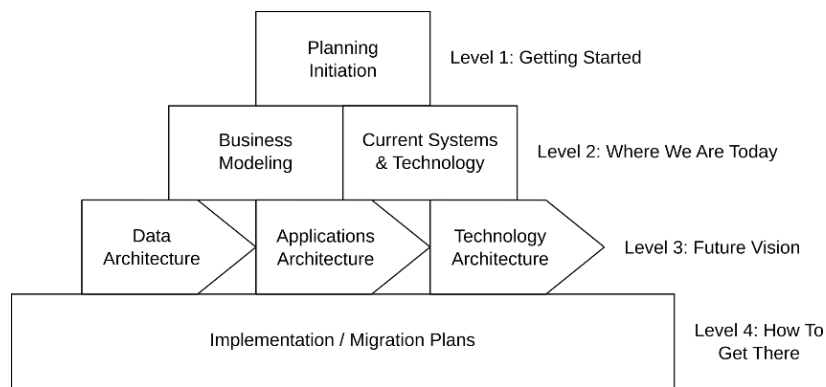 Planning
Initiation
Level 1: Getting Started
Business
Modeling
Current Systems
& Technology
Level 2: Where We Are Today
Data
Architecture
Applications
Architecture
Technology
Architecture
Level 3: Future Vision
Implementation / Migration Plans
Level 4: How To
Get There